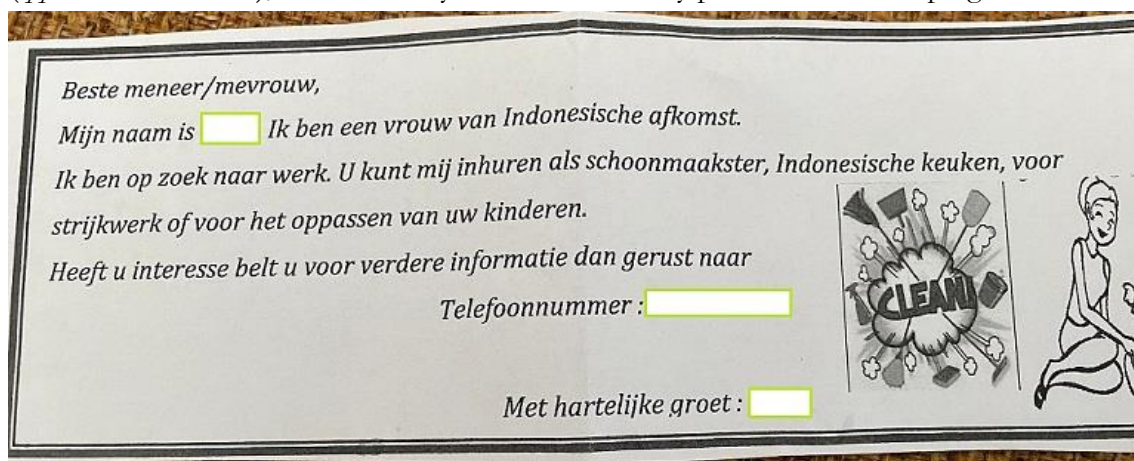 Beste meneer/mevrouw,
Mijn naam is Ik ben een vrouw van Indonesische afkomst.
Ik ben op zoek naar werk. U kunt mij inhuren als schoonmaakster, Indonesische keuken, voor
strijkwerk of voor het oppassen van uw kinderen.
Heeft u interesse belt u voor verdere informatie dan gerust naar
Telefoonnummer :
CLEAN!
Met hartelijke groet :